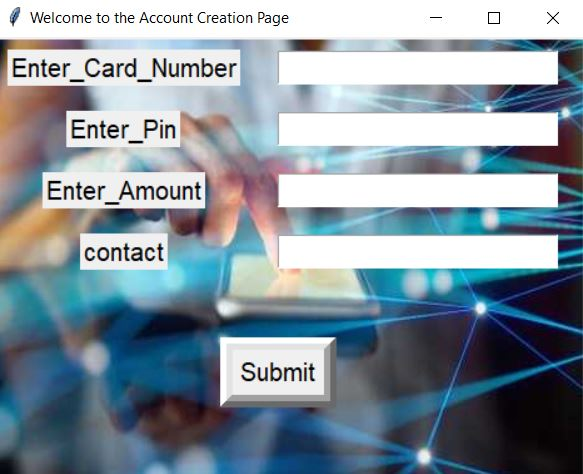 Welcome to the Account Creation Page
Enter_Card_Number
Enter_Pin
Enter_Amount
contact
Submit